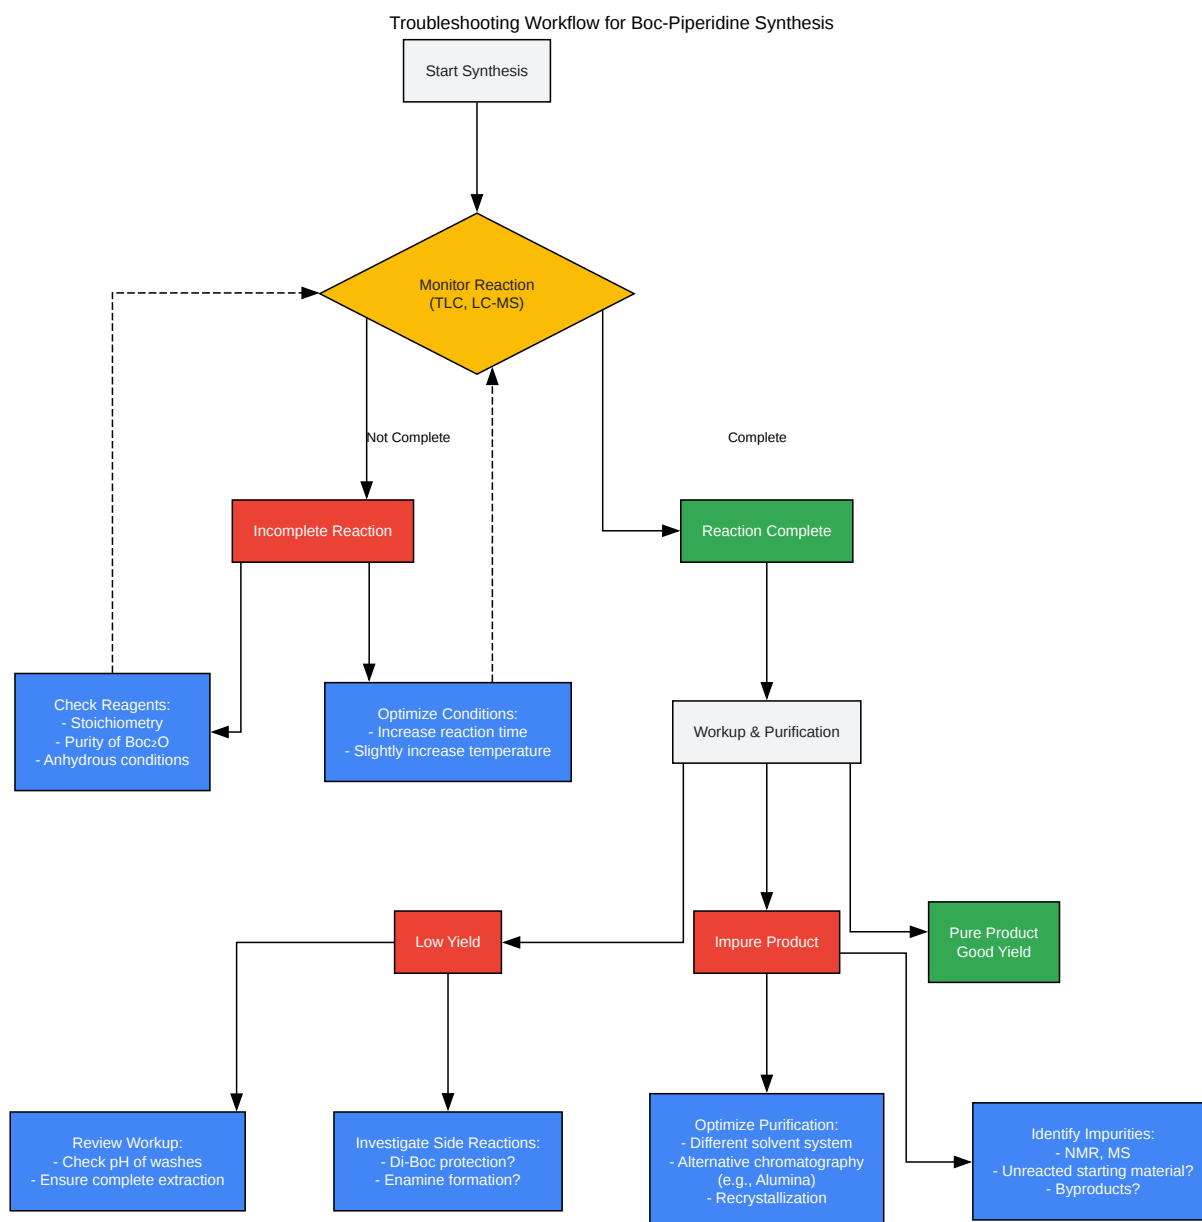 Troubleshooting Workflow for Boc-Piperidine Synthesis
Start Synthesis
Monitor Reaction
(TLC, LC-MS)
Not Complete
Complete
Incomplete Reaction
Reaction Complete
Check Reagents:
- Stoichiometry
- Purity of Boc₂O
- Anhydrous conditions
Optimize Conditions:
- Increase reaction time
- Slightly increase temperature
Workup & Purification
Low Yield
Impure Product
Pure Product
Good Yield
Review Workup:
- Check pH of washes
- Ensure complete extraction
Investigate Side Reactions:
- Di-Boc protection?
- Enamine formation?
Optimize Purification:
- Different solvent system
- Alternative chromatography
(e.g., Alumina)
- Recrystallization
Identify Impurities:
- NMR, MS
- Unreacted starting material?
- Byproducts?